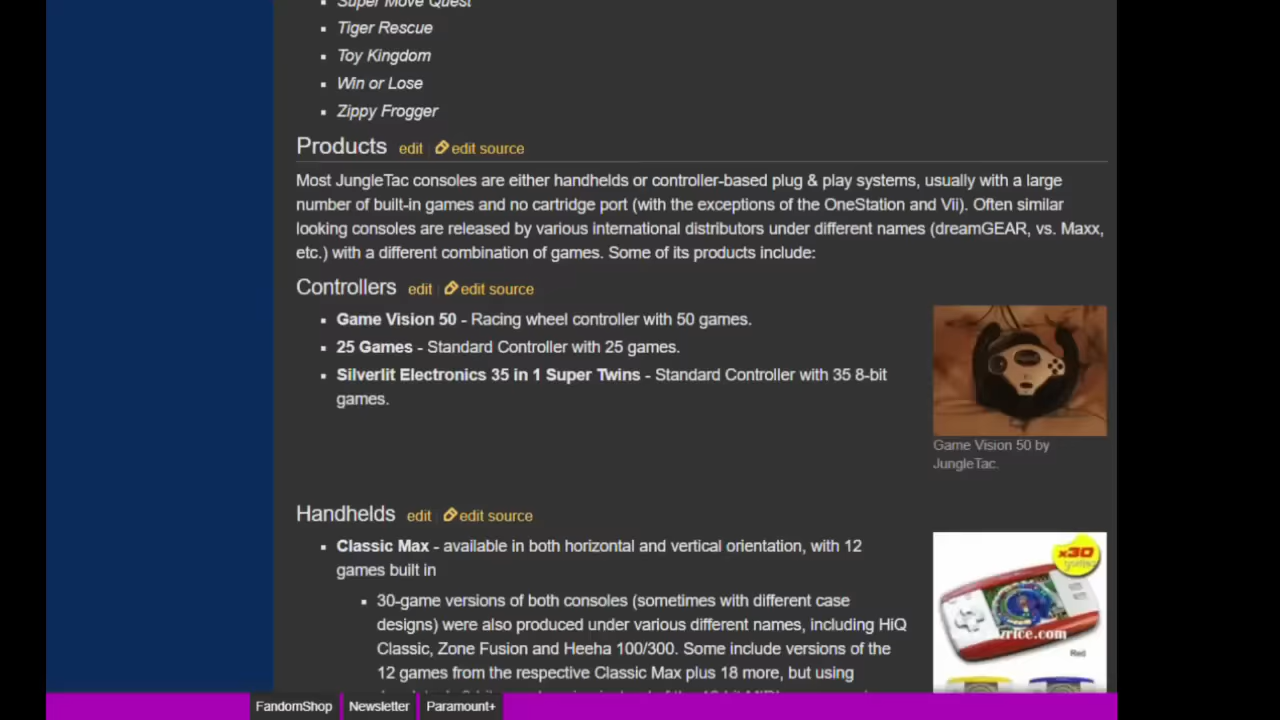 Super Move Quest
Tiger Rescue
Toy Kingdom
Win or Lose
Zippy Frogger
Products edit edit source
Most JungleTac consoles are either handhelds or controller-based plug & play systems, usually with a large
number of built-in games and no cartridge port (with the exceptions of the OneStation and Vii). Often similar
looking consoles are released by various international distributors under different names (dreamGEAR, vs. Maxx,
etc.) with a different combination of games. Some of its products include:
Controllers edit edit source
Game Vision 50 - Racing wheel controller with 50 games.
25 Games - Standard Controller with 25 games.
Silverlit Electronics 35 in 1 Super Twins - Standard Controller with 35 8-bit
games.
Game Vision 50 by
JungleTac.
Handhelds edit edit source
Classic Max - available in both horizontal and vertical orientation, with 12
games built in
30-game versions of both consoles (sometimes with different case
designs) were also produced under various different names, including HiQ
Classic, Zone Fusion and Heeha 100/300. Some include versions of the
12 games from the respective Classic Max plus 18 more, but using
x30
games
Red
FandomShop Newsletter Paramount+